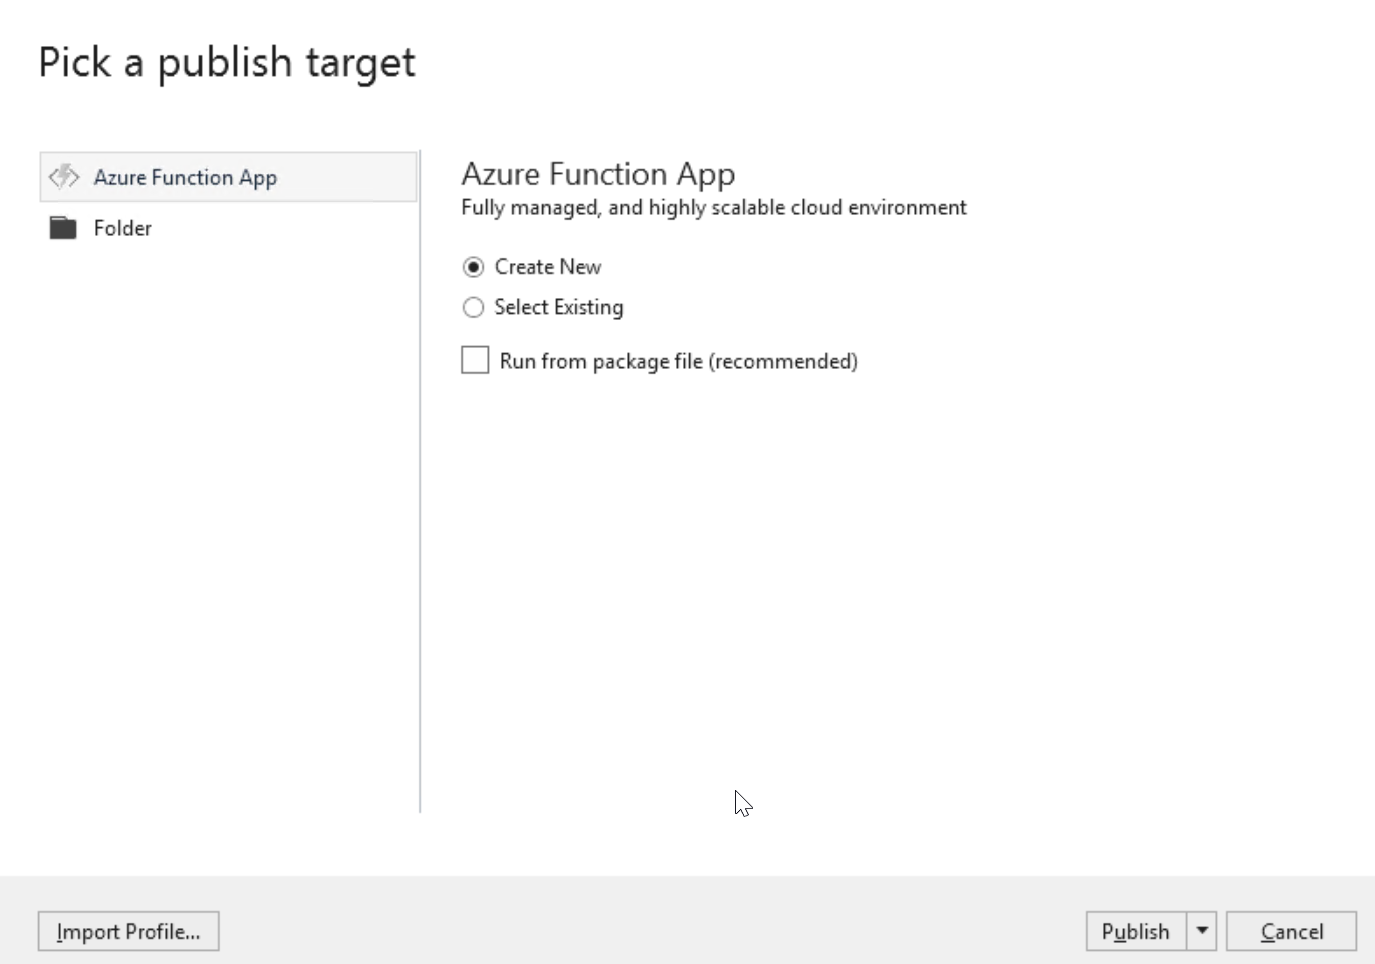 Pick a publish target
Azure Function App
Folder
Azure Function App
Fully managed, and highly scalable cloud environment
Create New
Select Existing
Run from package file (recommended)
Import Profile...
Publish
Cancel